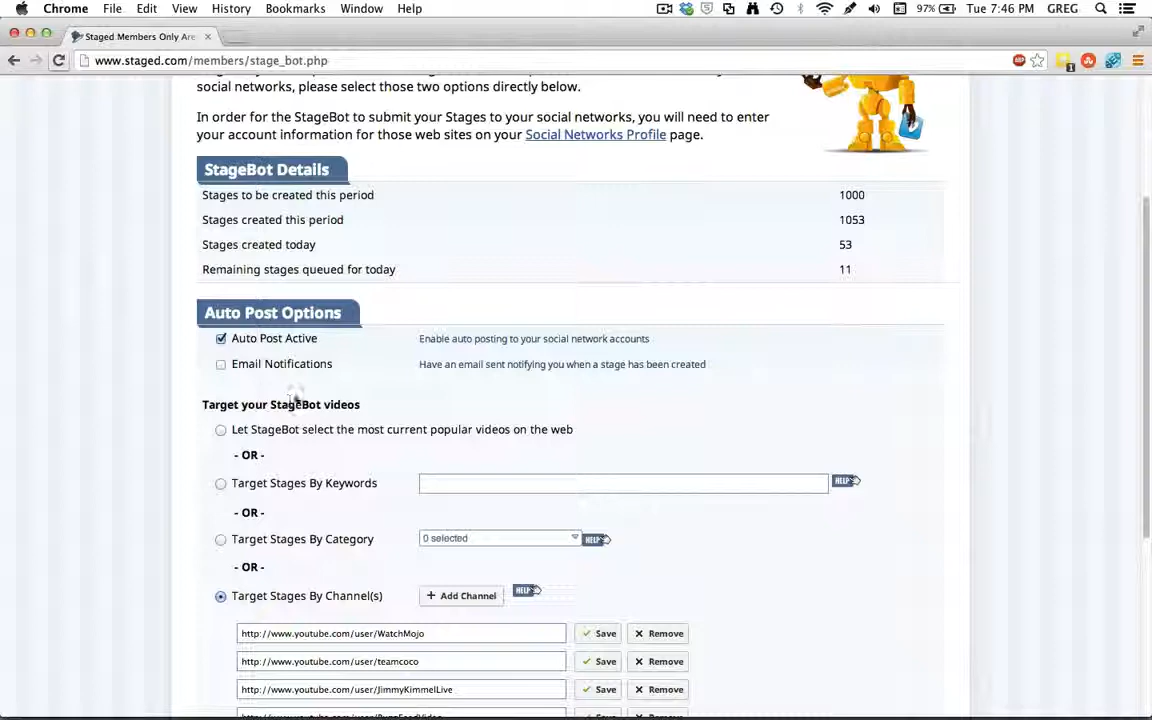 Chrome File Edit View History Bookmarks Window Help 97% Tue 7:46 PM GREG
Staged Members Only Are
www.staged.com/members/stage_bot.php
social networks, please select those two options directly below.
In order for the StageBot to submit your Stages to your social networks, you will need to enter
your account information for those web sites on your Social Networks Profile page.
StageBot Details
Stages to be created this period 1000
Stages created this period 1053
Stages created today 53
Remaining stages queued for today 11
Auto Post Options
Auto Post Active Enable auto posting to your social network accounts
Email Notifications Have an email sent notifying you when a stage has been created
Target your StageBot videos
Let StageBot select the most current popular videos on the web
- OR -
Target Stages By Keywords HELP
- OR -
Target Stages By Category 0 selected HELP
- OR -
Target Stages By Channel(s) + Add Channel HELP
http://www.youtube.com/user/WatchMojo Save Remove
http://www.youtube.com/user/teamcoco Save Remove
http://www.youtube.com/user/JimmyKimmelLive Save Remove